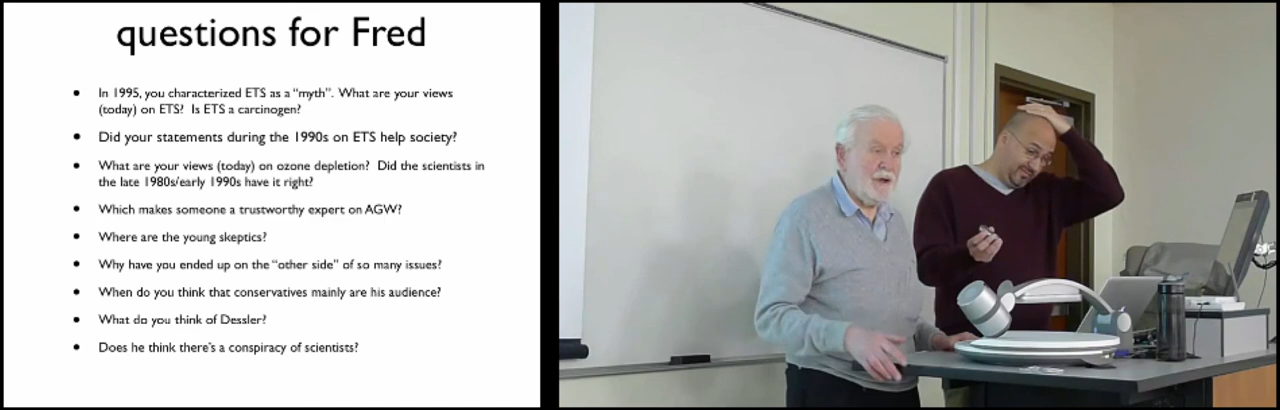 questions for Fred
In 1995, you characterized ETS as a “myth”. What are your views
(today) on ETS? Is ETS a carcinogen?
Did your statements during the 1990s on ETS help society?
What are your views (today) on ozone depletion? Did the scientists in
the late 1980s/early 1990s have it right?
Which makes someone a trustworthy expert on AGW?
Where are the young skeptics?
Why have you ended up on the “other side” of so many issues?
When do you think that conservatives mainly are his audience?
What do you think of Dessler?
Does he think there’s a conspiracy of scientists?